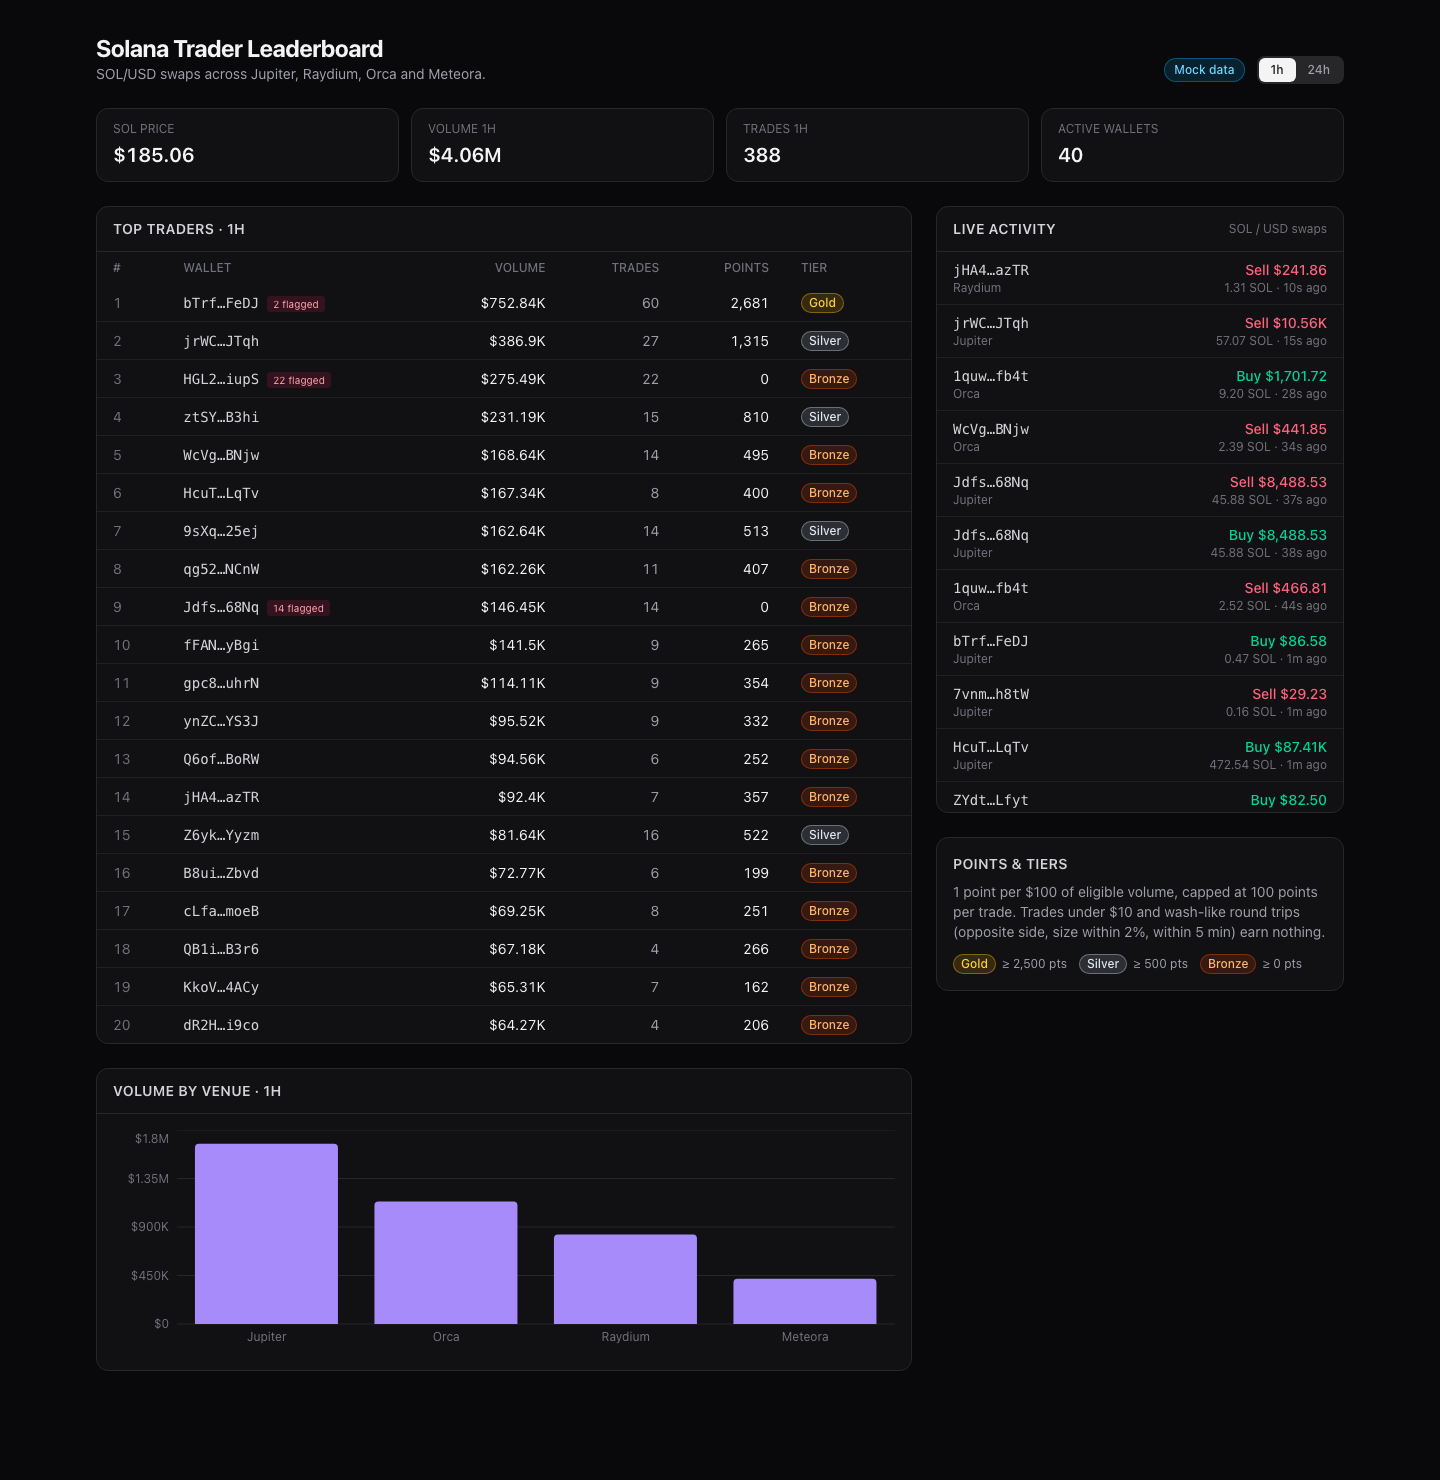 Solana Trader Leaderboard
SOL/USD swaps across Jupiter, Raydium, Orca and Meteora.
Mock data 1h 24h
SOL PRICE
$185.06
VOLUME 1H
$4.06M
TRADES 1H
388
ACTIVE WALLETS
40
TOP TRADERS · 1H
# WALLET VOLUME TRADES POINTS TIER
1 bTrf…FeDJ 2 flagged $752.84K 60 2,681 Gold
2 jrWC…JTqh $386.9K 27 1,315 Silver
3 HGL2…iupS 22 flagged $275.49K 22 0 Bronze
4 ztSY…B3hi $231.19K 15 810 Silver
5 WcVg…BNjw $168.64K 14 495 Bronze
6 HcuT…LqTv $167.34K 8 400 Bronze
7 9sXq…25ej $162.64K 14 513 Silver
8 qg52…NCnW $162.26K 11 407 Bronze
9 Jdfs…68Nq 14 flagged $146.45K 14 0 Bronze
10 fFAN…yBgi $141.5K 9 265 Bronze
11 gpc8…uhrN $114.11K 9 354 Bronze
12 ynZC…YS3J $95.52K 9 332 Bronze
13 Q6of…BoRW $94.56K 6 252 Bronze
14 jHA4…azTR $92.4K 7 357 Bronze
15 Z6yk…Yyzm $81.64K 16 522 Silver
16 B8ui…Zbvd $72.77K 6 199 Bronze
17 cLfa…moeB $69.25K 8 251 Bronze
18 QB1i…B3r6 $67.18K 4 266 Bronze
19 KkoV…4ACy $65.31K 7 162 Bronze
20 dR2H…i9co $64.27K 4 206 Bronze
LIVE ACTIVITY SOL / USD swaps
jHA4…azTR Sell $241.86
Raydium 1.31 SOL · 10s ago
jrWC…JTqh Sell $10.56K
Jupiter 57.07 SOL · 15s ago
1quw…fb4t Buy $1,701.72
Orca 9.20 SOL · 28s ago
WcVg…BNjw Sell $441.85
Orca 2.39 SOL · 34s ago
Jdfs…68Nq Sell $8,488.53
Jupiter 45.88 SOL · 37s ago
Jdfs…68Nq Buy $8,488.53
Jupiter 45.88 SOL · 38s ago
1quw…fb4t Sell $466.81
Orca 2.52 SOL · 44s ago
bTrf…FeDJ Buy $86.58
Jupiter 0.47 SOL · 1m ago
7vnm…h8tW Sell $29.23
Jupiter 0.16 SOL · 1m ago
HcuT…LqTv Buy $87.41K
Jupiter 472.54 SOL · 1m ago
ZYdt…Lfyt Buy $82.50
POINTS & TIERS
1 point per $100 of eligible volume, capped at 100 points
per trade. Trades under $10 and wash-like round trips
(opposite side, size within 2%, within 5 min) earn nothing.
Gold ≥ 2,500 pts Silver ≥ 500 pts Bronze ≥ 0 pts
VOLUME BY VENUE · 1H
$1.8M
$1.35M
$900K
$450K
$0
Jupiter Orca Raydium Meteora